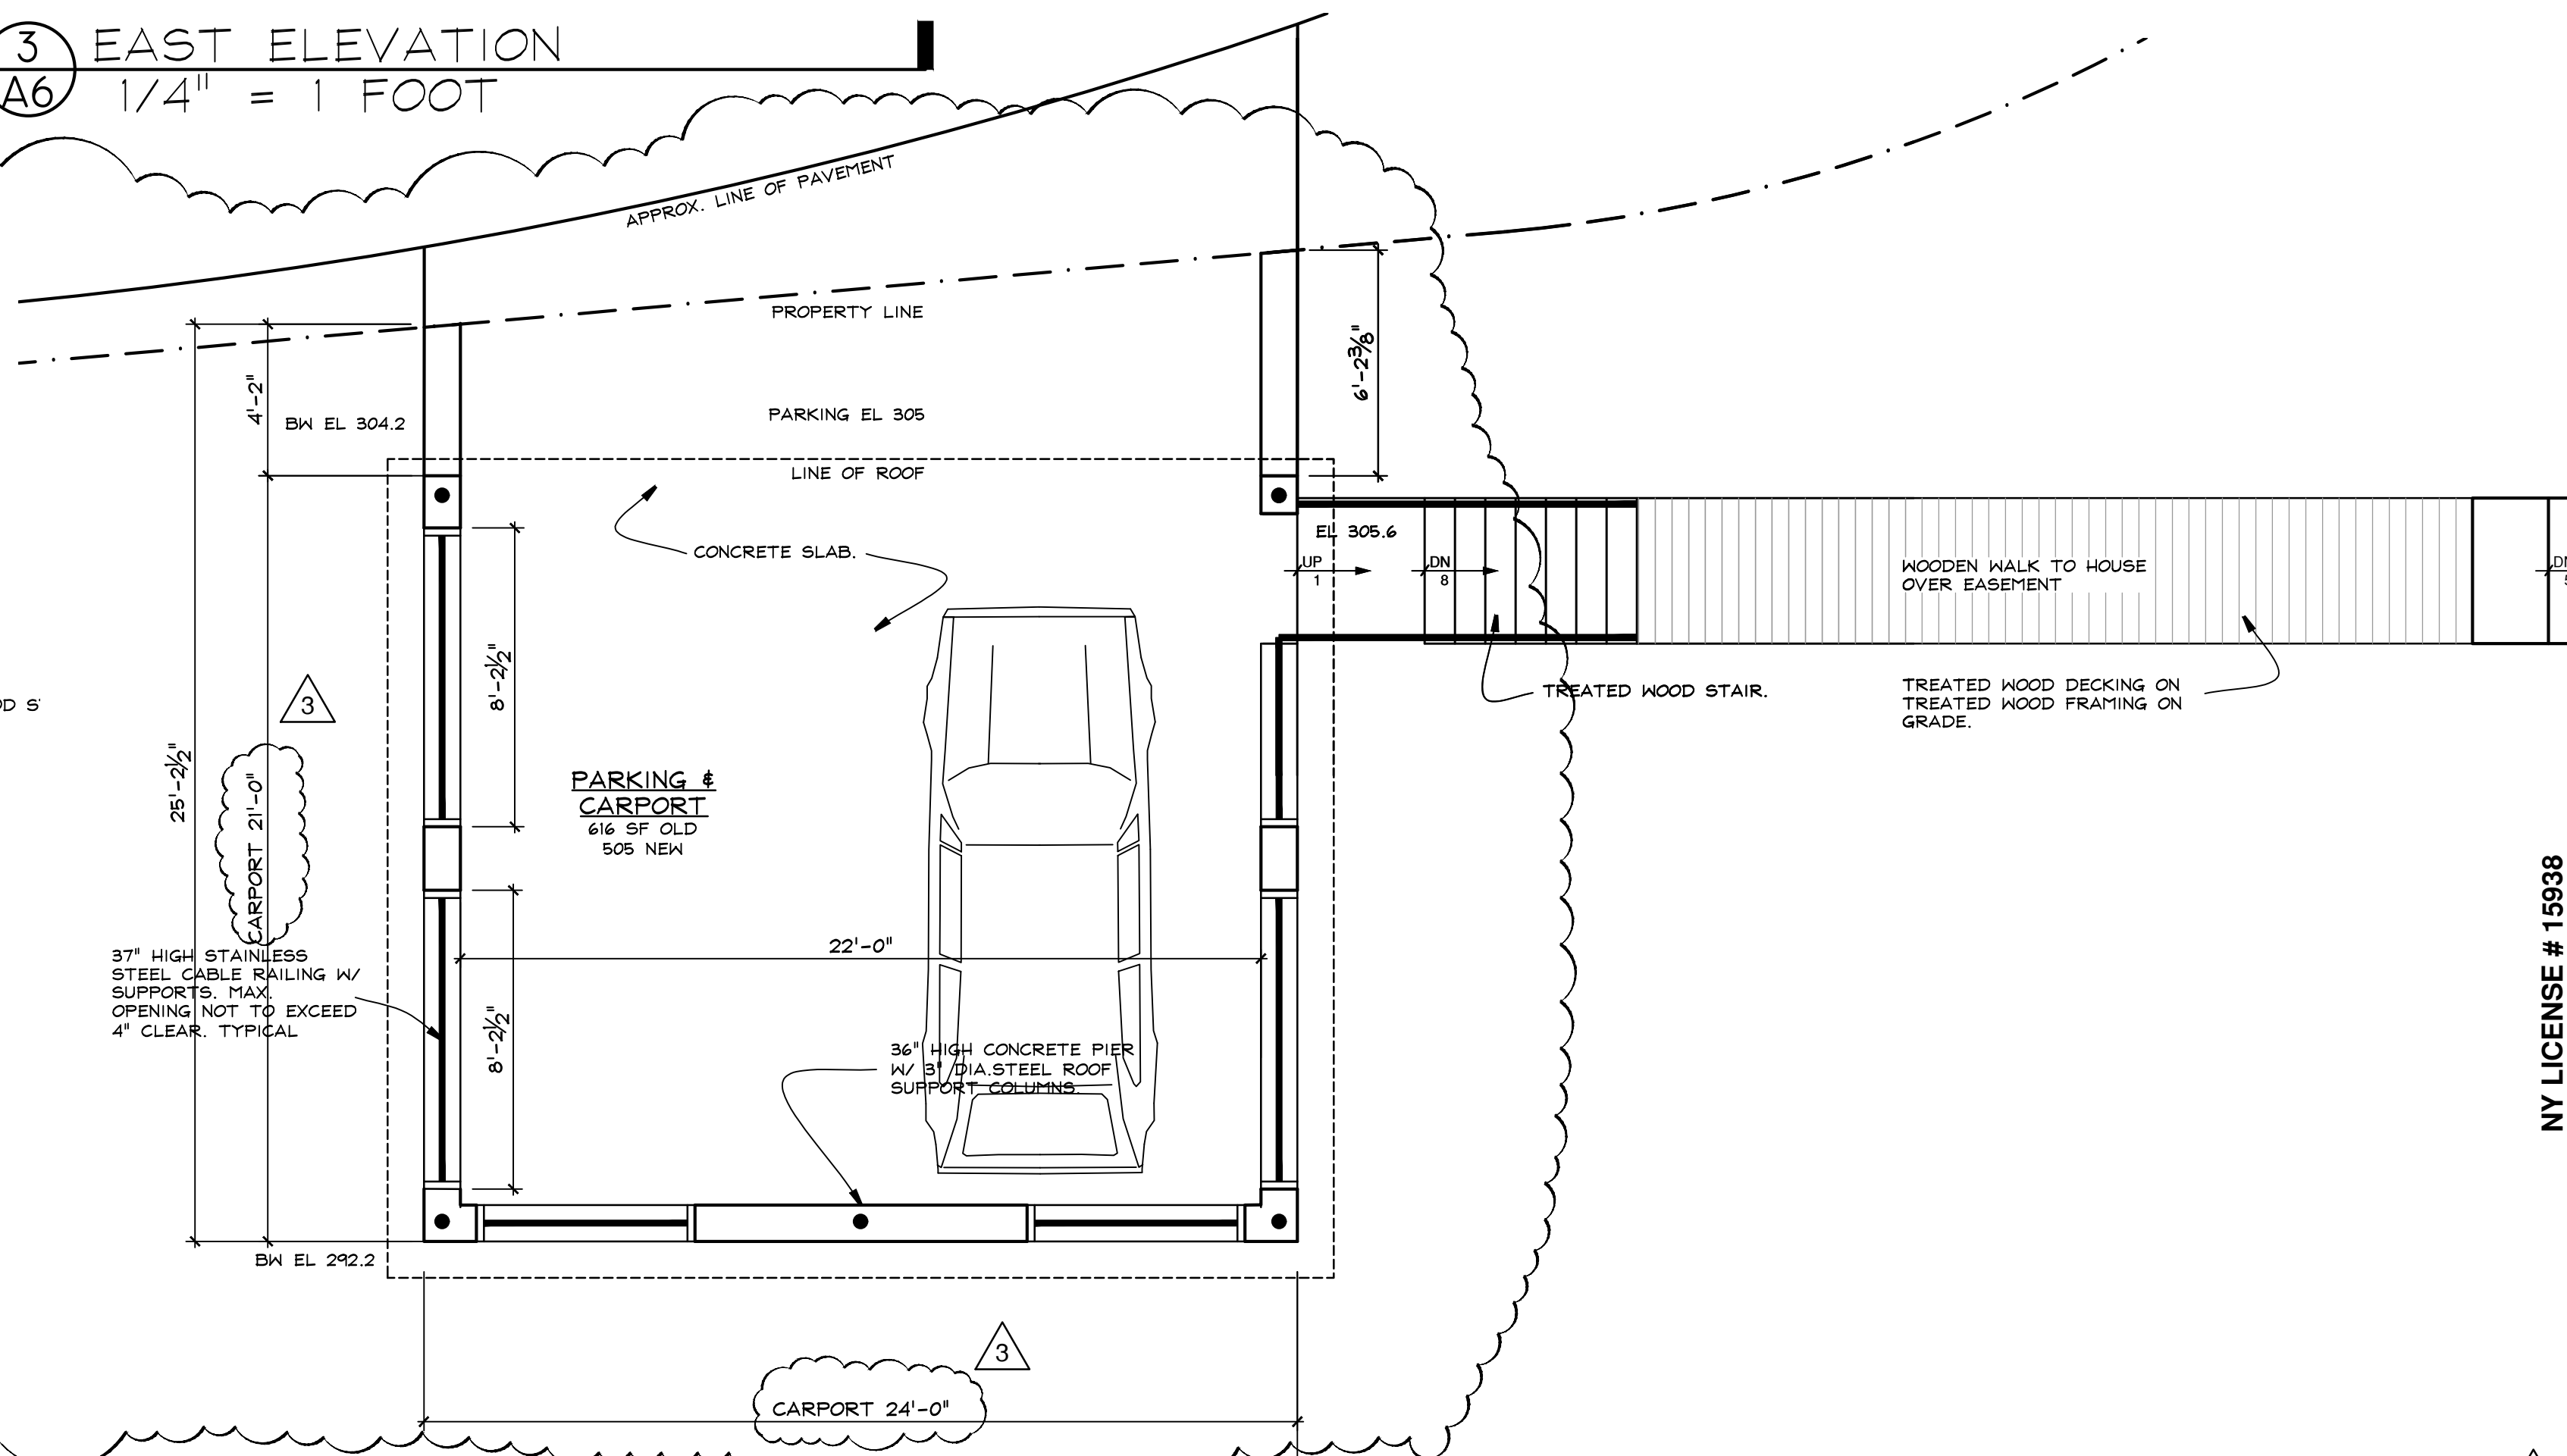 3
A6
EAST ELEVATION
1/4" = 1 FOOT
APPROX. LINE OF PAVEMENT
PROPERTY LINE
4'-2"
BW EL 304.2
PARKING EL 305
6'-2⅜"
LINE OF ROOF
CONCRETE SLAB.
EL 305.6
UP
1
DN
8
WOODEN WALK TO HOUSE
OVER EASEMENT
DN
TREATED WOOD STAIR.
TREATED WOOD DECKING ON
TREATED WOOD FRAMING ON
GRADE.
8'-2½"
3
25'-2½"
CARPORT 21'-0"
PARKING &
CARPORT
616 SF OLD
505 NEW
22'-0"
37" HIGH STAINLESS
STEEL CABLE RAILING W/
SUPPORTS. MAX.
OPENING NOT TO EXCEED
4" CLEAR. TYPICAL
8'-2½"
36" HIGH CONCRETE PIER
W/ 3" DIA.STEEL ROOF
SUPPORT COLUMNS.
NY LICENSE # 15938
BW EL 292.2
3
CARPORT 24'-0"